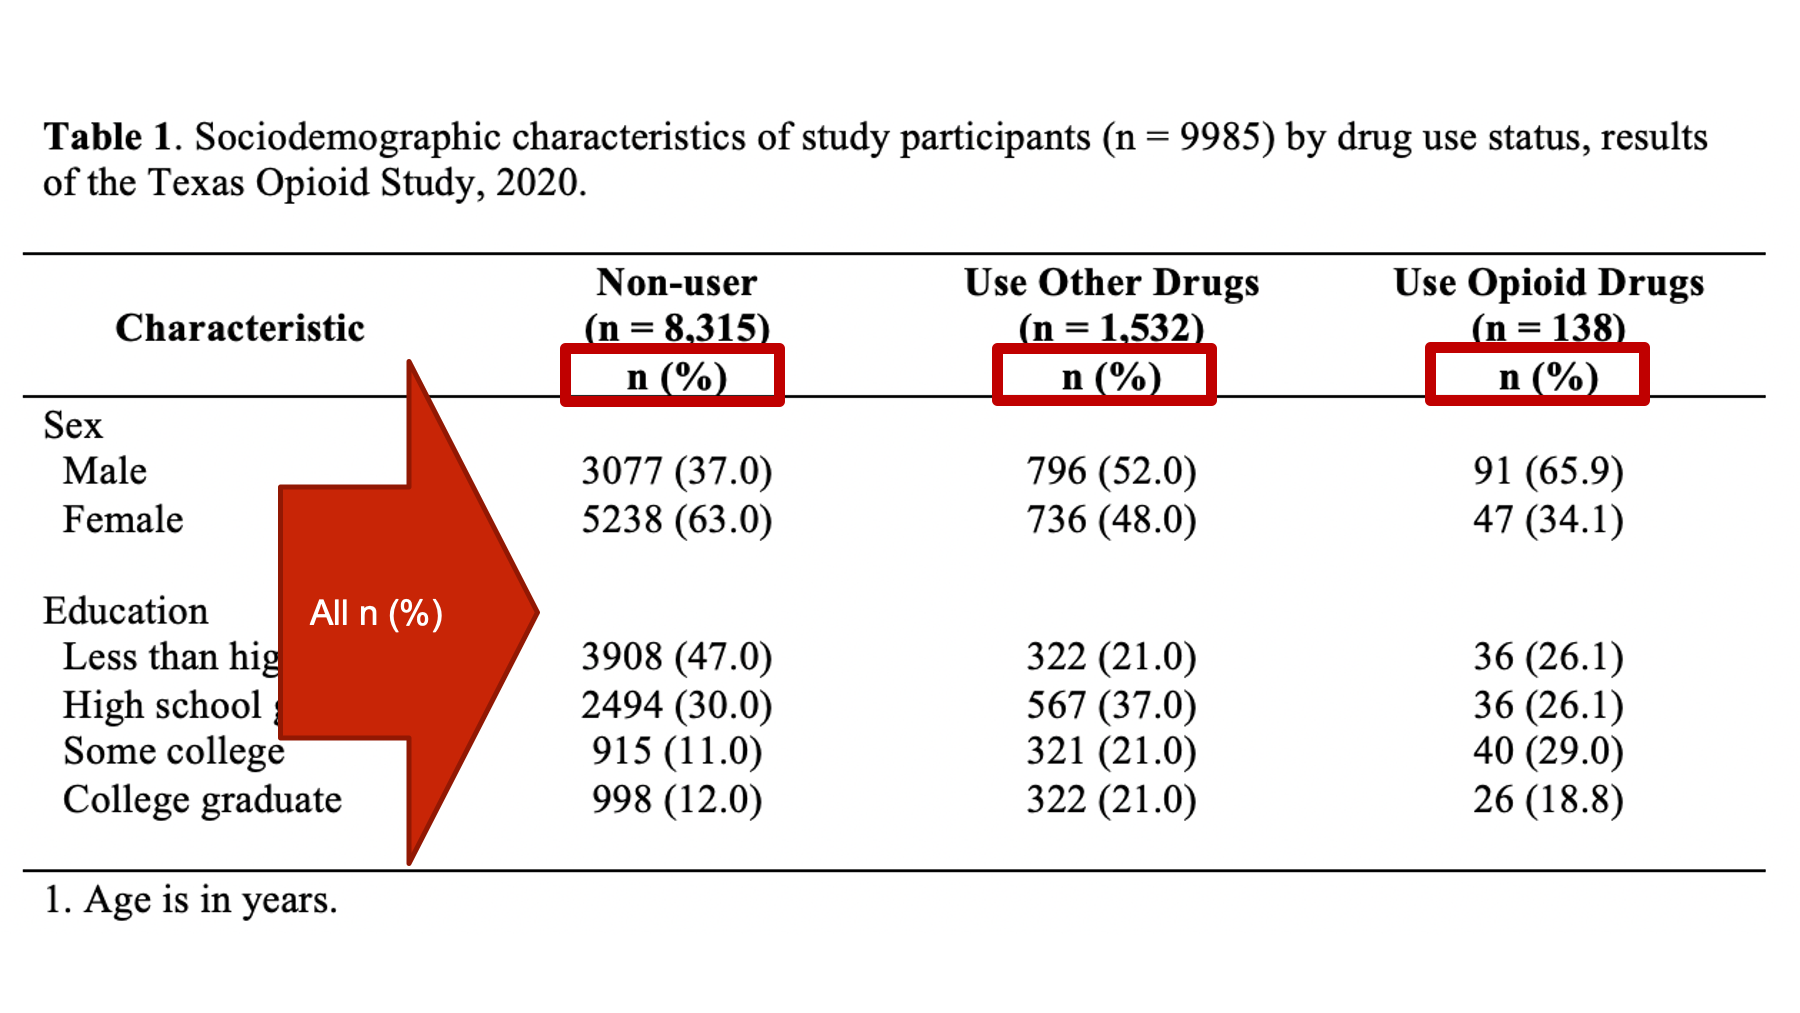 Table 1. Sociodemographic characteristics of study participants (n = 9985) by drug use status, results
of the Texas Opioid Study, 2020.
Characteristic
Non-user
(n = 8,315)
n (%)
Use Other Drugs
(n = 1,532)
n (%)
Use Opioid Drugs
(n = 138)
n (%)
Sex
Male 3077 (37.0) 796 (52.0) 91 (65.9)
Female 5238 (63.0) 736 (48.0) 47 (34.1)
Education
All n (%)
Less than 3908 (47.0) 322 (21.0) 36 (26.1)
High school 2494 (30.0) 567 (37.0) 36 (26.1)
Some college 915 (11.0) 321 (21.0) 40 (29.0)
College graduate 998 (12.0) 322 (21.0) 26 (18.8)
1. Age is in years.